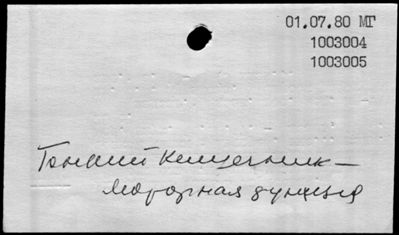 01.07.80 МГ
1003004
1003005
Тонкий кишечник —
моторная функция